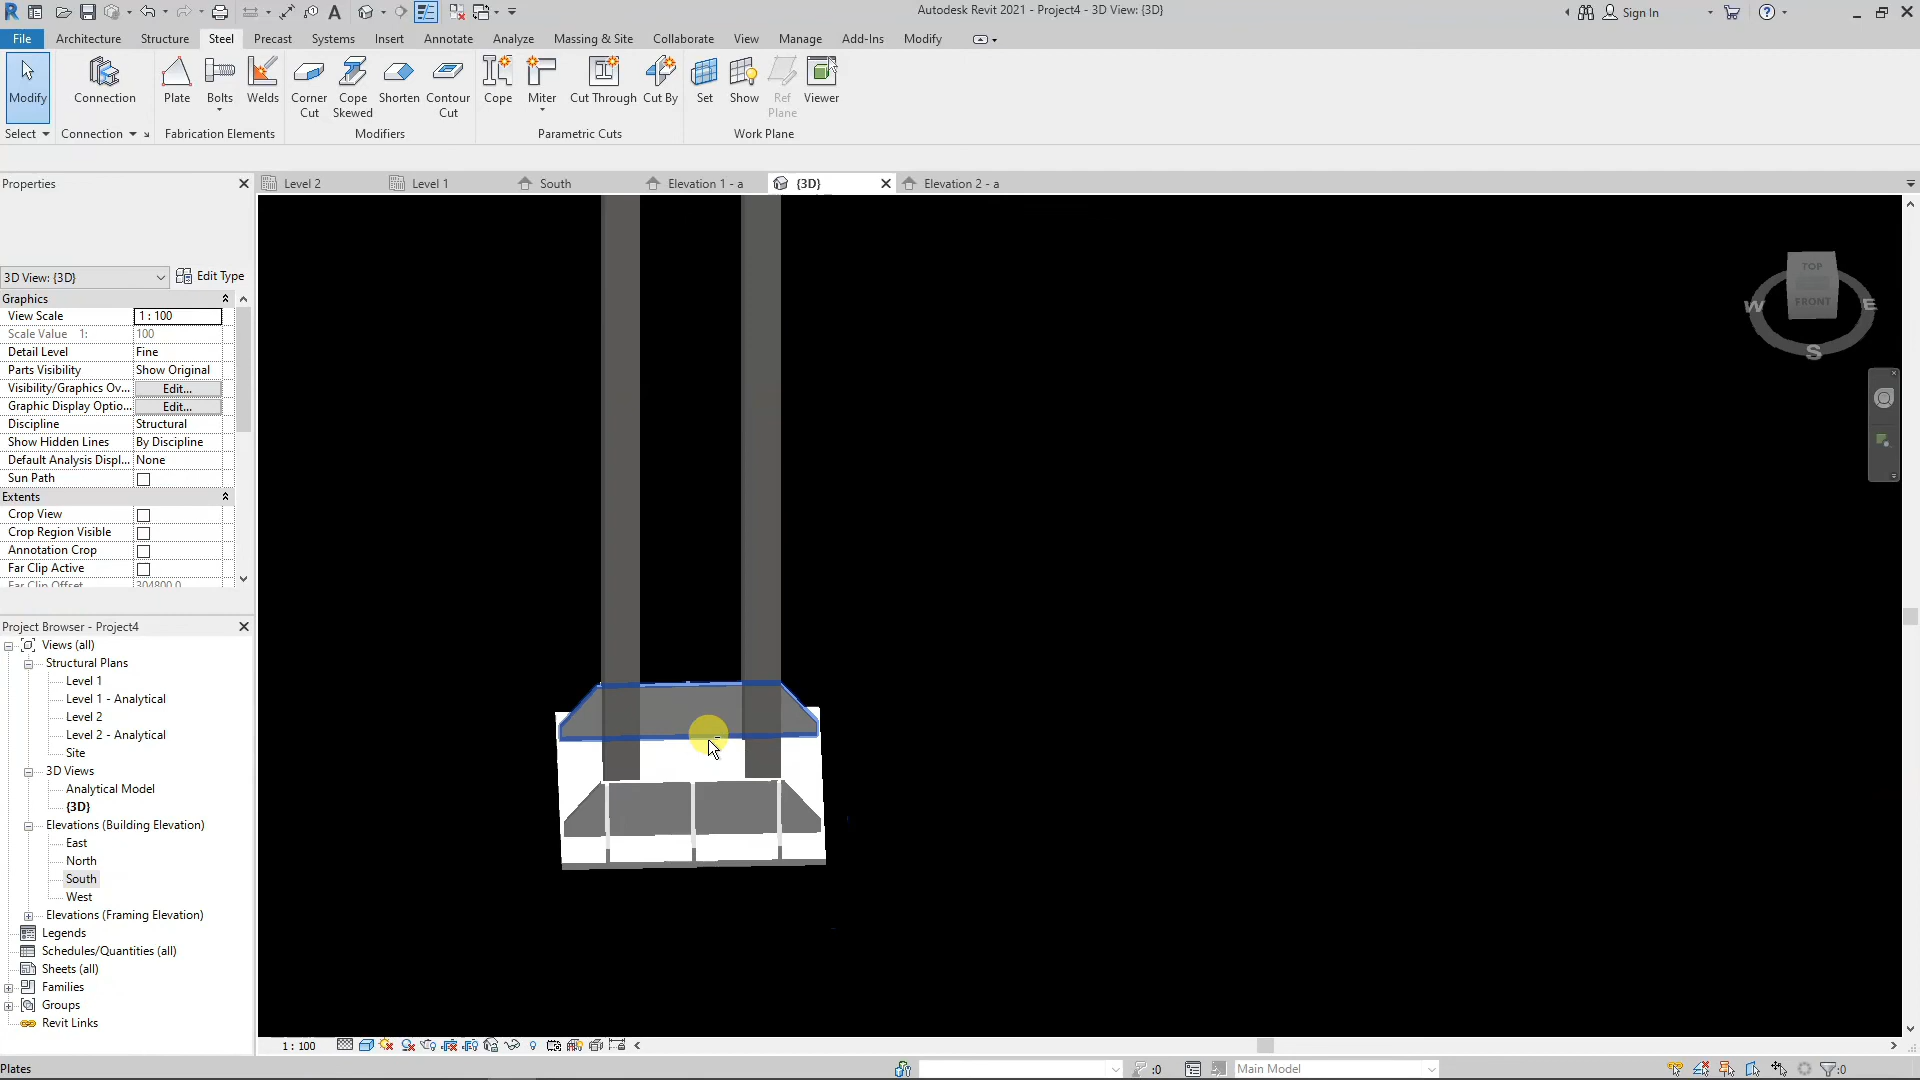 Autodesk Revit 2021 - Project4 - 3D View: {3D}
Sign In
File Architecture Structure Steel Precast Systems Insert Annotate Analyze Massing & Site Collaborate View Manage Add-Ins Modify
Modify
Connection
Plate
Bolts
Welds
Corner Cut
Cope Skewed
Shorten
Contour Cut
Cope
Miter
Cut Through
Cut By
Set
Show
Ref Plane
Viewer
Select
Connection
Fabrication Elements
Modifiers
Parametric Cuts
Work Plane
Properties
Level 2
Level 1
South
Elevation 1 - a
{3D}
Elevation 2 - a
3D View: {3D}
Edit Type
Graphics
View Scale 1 : 100
Scale Value 1: 100
Detail Level Fine
Parts Visibility Show Original
Visibility/Graphics Ov... Edit...
Graphic Display Optio... Edit...
Discipline Structural
Show Hidden Lines By Discipline
Default Analysis Displ... None
Sun Path
Extents
Crop View
Crop Region Visible
Annotation Crop
Far Clip Active
Far Clip Offset 304800.0
Project Browser - Project4
Views (all)
Structural Plans
Level 1
Level 1 - Analytical
Level 2
Level 2 - Analytical
Site
3D Views
Analytical Model
{3D}
Elevations (Building Elevation)
East
North
South
West
Elevations (Framing Elevation)
Legends
Schedules/Quantities (all)
Sheets (all)
Families
Groups
Revit Links
TOP
FRONT
W
E
S
1 : 100
Plates
:0
Main Model
:0